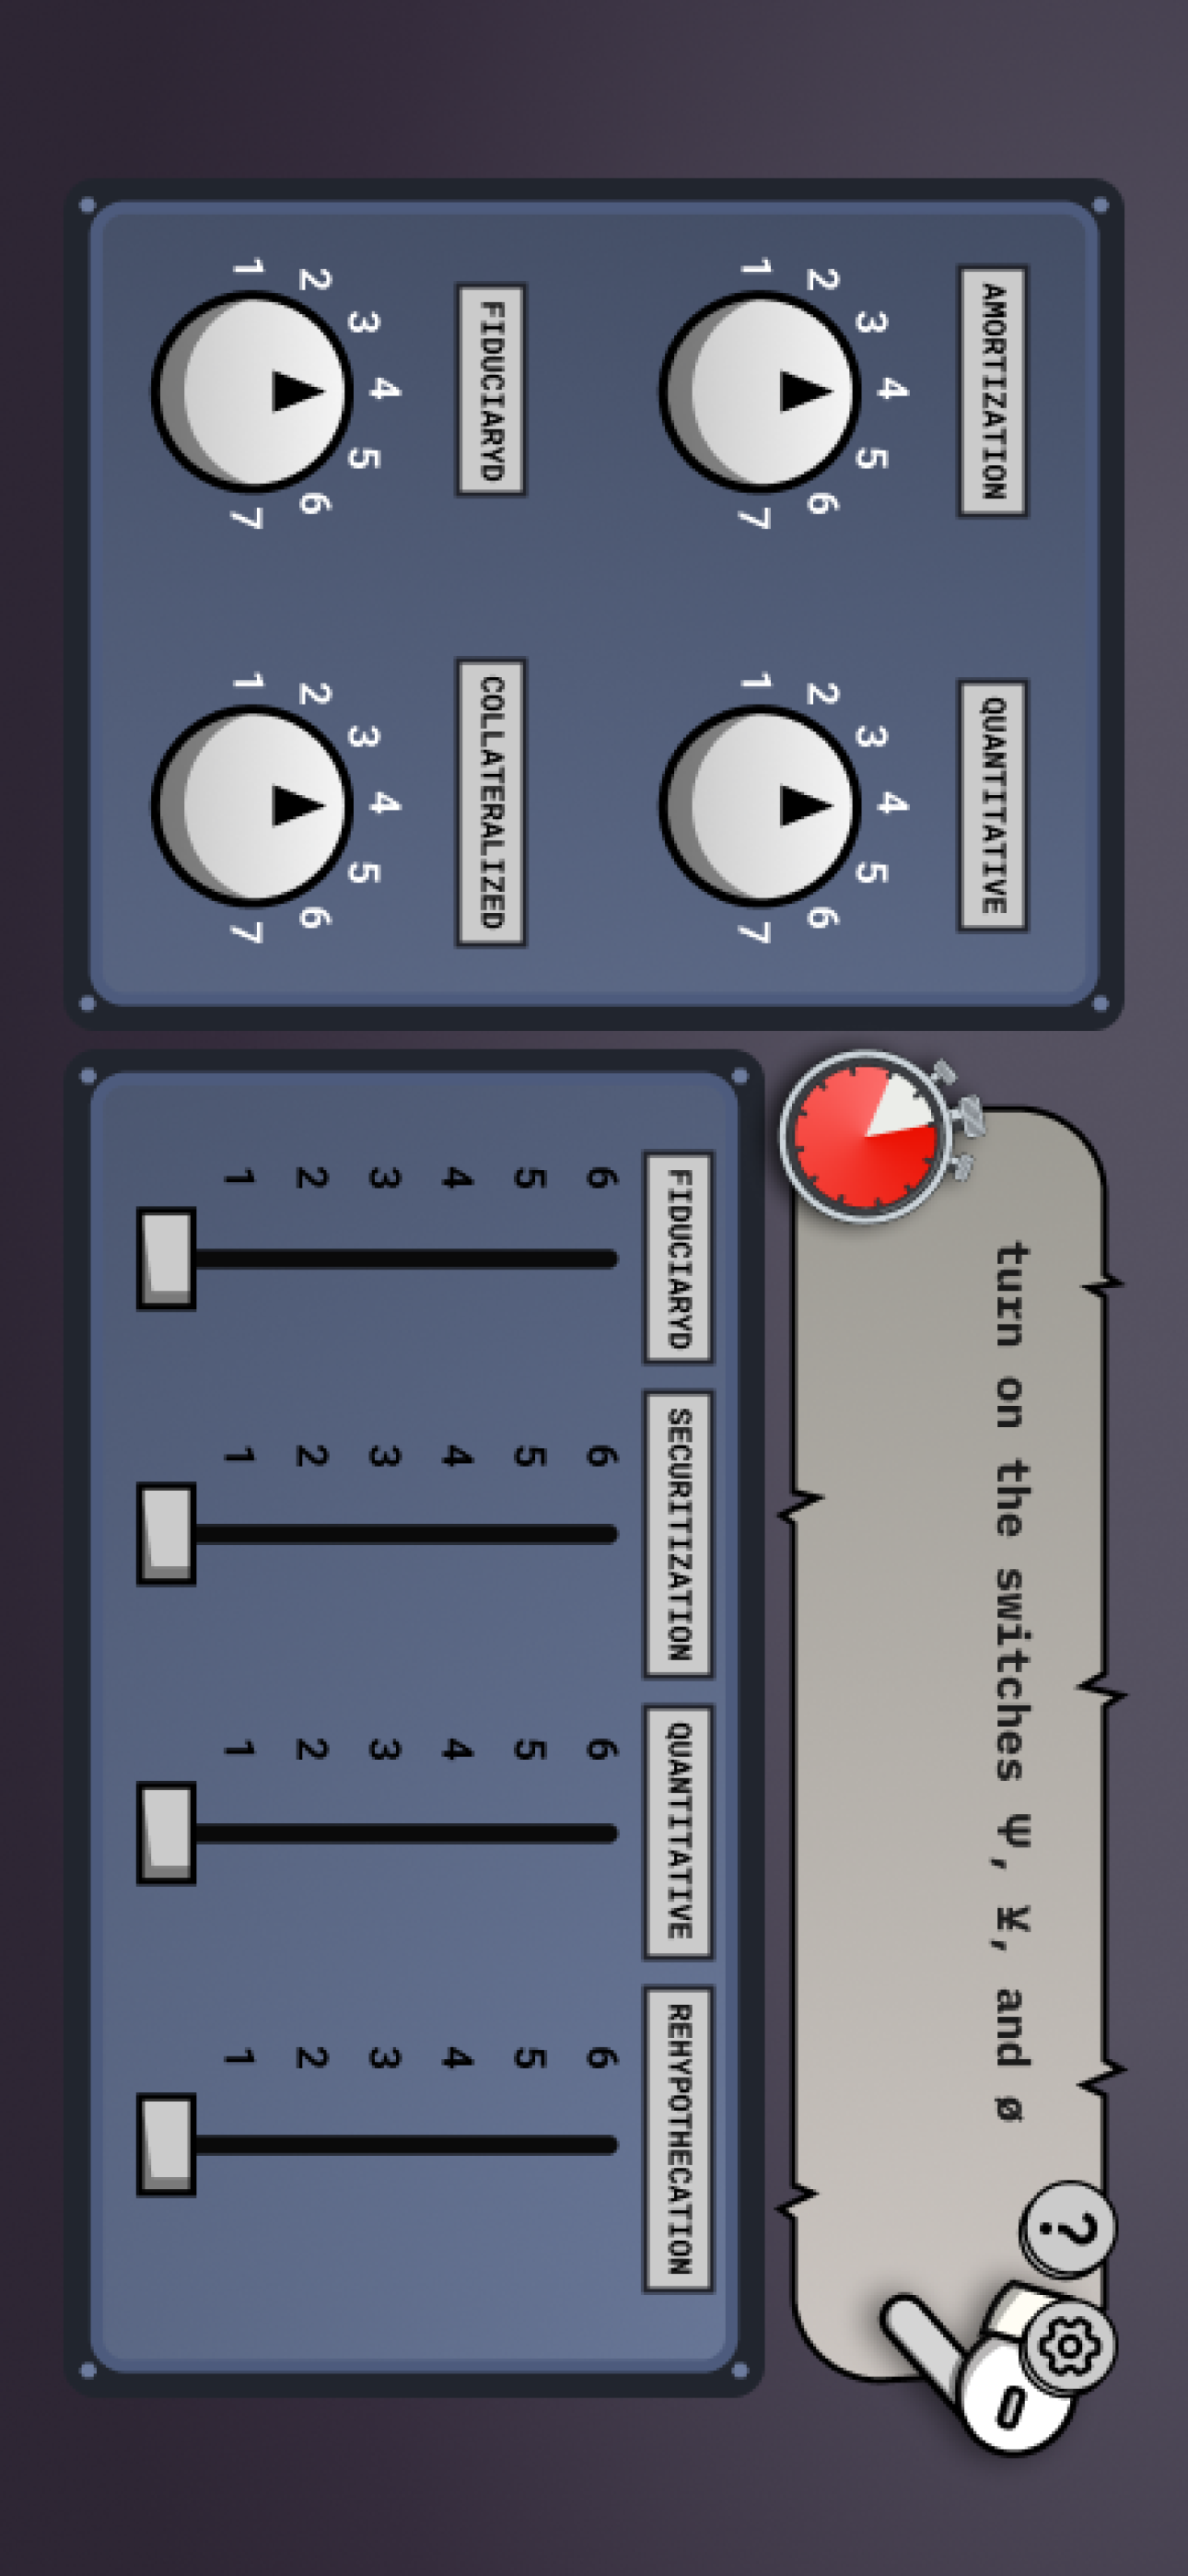 AMORTIZATION
1 2 3 4 5 6 7
QUANTITATIVE
1 2 3 4 5 6 7
FIDUCIARYD
1 2 3 4 5 6 7
COLLATERALIZED
1 2 3 4 5 6 7
turn on the switches Ψ, ¥, and ø
?
0
FIDUCIARYD SECURITIZATION QUANTITATIVE REHYPOTHECATION
6 6 6 6
5 5 5 5
4 4 4 4
3 3 3 3
2 2 2 2
1 1 1 1